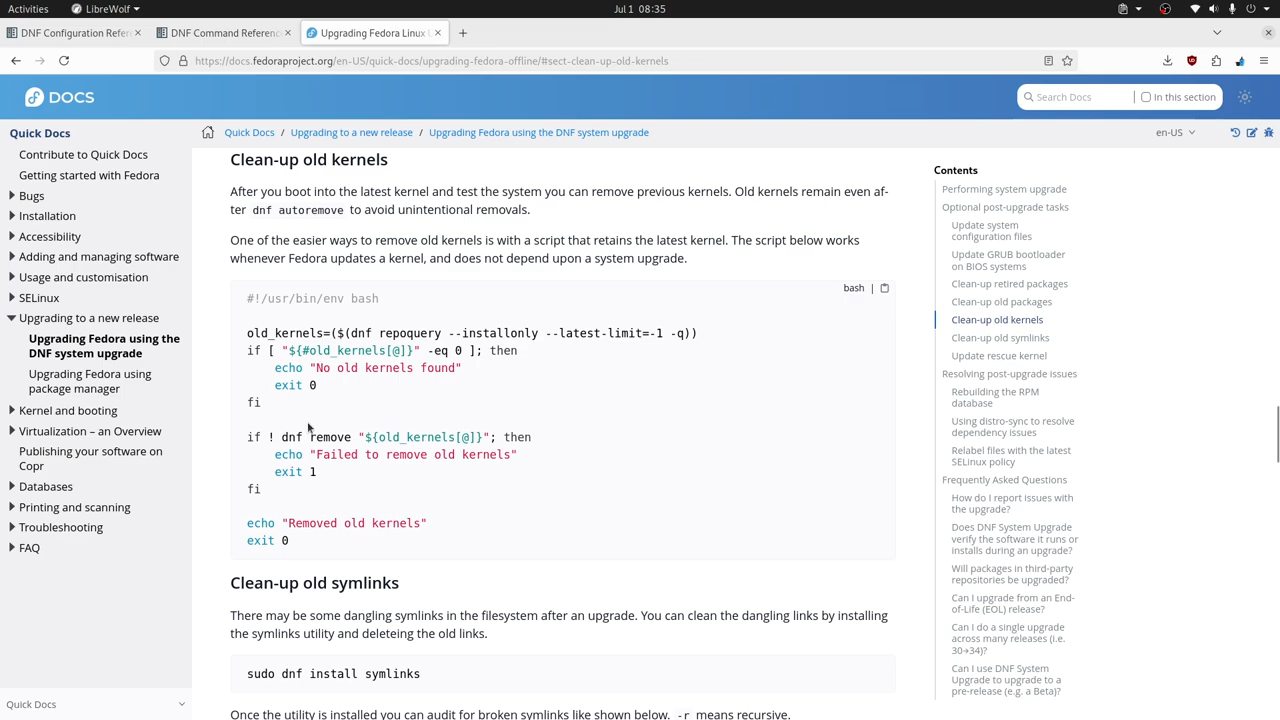 Activities
LibreWolf
Jul 1 08:35
DNF Configuration Refer
DNF Command Reference
Upgrading Fedora Linux U
https://docs.fedoraproject.org/en-US/quick-docs/upgrading-fedora-offline/#sect-clean-up-old-kernels
DOCS
Search Docs
In this section
Quick Docs
Quick Docs / Upgrading to a new release / Upgrading Fedora using the DNF system upgrade
en-US
Contribute to Quick Docs
Getting started with Fedora
Bugs
Installation
Accessibility
Adding and managing software
Usage and customisation
SELinux
Upgrading to a new release
Upgrading Fedora using the
DNF system upgrade
Upgrading Fedora using
package manager
Kernel and booting
Virtualization – an Overview
Publishing your software on
Copr
Databases
Printing and scanning
Troubleshooting
FAQ
Quick Docs
Clean-up old kernels
After you boot into the latest kernel and test the system you can remove previous kernels. Old kernels remain even af-
ter dnf autoremove to avoid unintentional removals.
One of the easier ways to remove old kernels is with a script that retains the latest kernel. The script below works
whenever Fedora updates a kernel, and does not depend upon a system upgrade.
bash |
#!/usr/bin/env bash
old_kernels=($(dnf repoquery --installonly --latest-limit=-1 -q))
if [ "${#old_kernels[@]}" -eq 0 ]; then
echo "No old kernels found"
exit 0
fi
if ! dnf remove "${old_kernels[@]}"; then
echo "Failed to remove old kernels"
exit 1
fi
echo "Removed old kernels"
exit 0
Clean-up old symlinks
There may be some dangling symlinks in the filesystem after an upgrade. You can clean the dangling links by installing
the symlinks utility and deleteing the old links.
sudo dnf install symlinks
Once the utility is installed you can audit for broken symlinks like shown below. -r means recursive.
Contents
Performing system upgrade
Optional post-upgrade tasks
Update system
configuration files
Update GRUB bootloader
on BIOS systems
Clean-up retired packages
Clean-up old packages
Clean-up old kernels
Clean-up old symlinks
Update rescue kernel
Resolving post-upgrade issues
Rebuilding the RPM
database
Using distro-sync to resolve
dependency issues
Relabel files with the latest
SELinux policy
Frequently Asked Questions
How do I report issues with
the upgrade?
Does DNF System Upgrade
verify the software it runs or
installs during an upgrade?
Will packages in third-party
repositories be upgraded?
Can I upgrade from an End-
of-Life (EOL) release?
Can I do a single upgrade
across many releases (i.e.
30→34)?
Can I use DNF System
Upgrade to upgrade to a
pre-release (e.g. a Beta)?